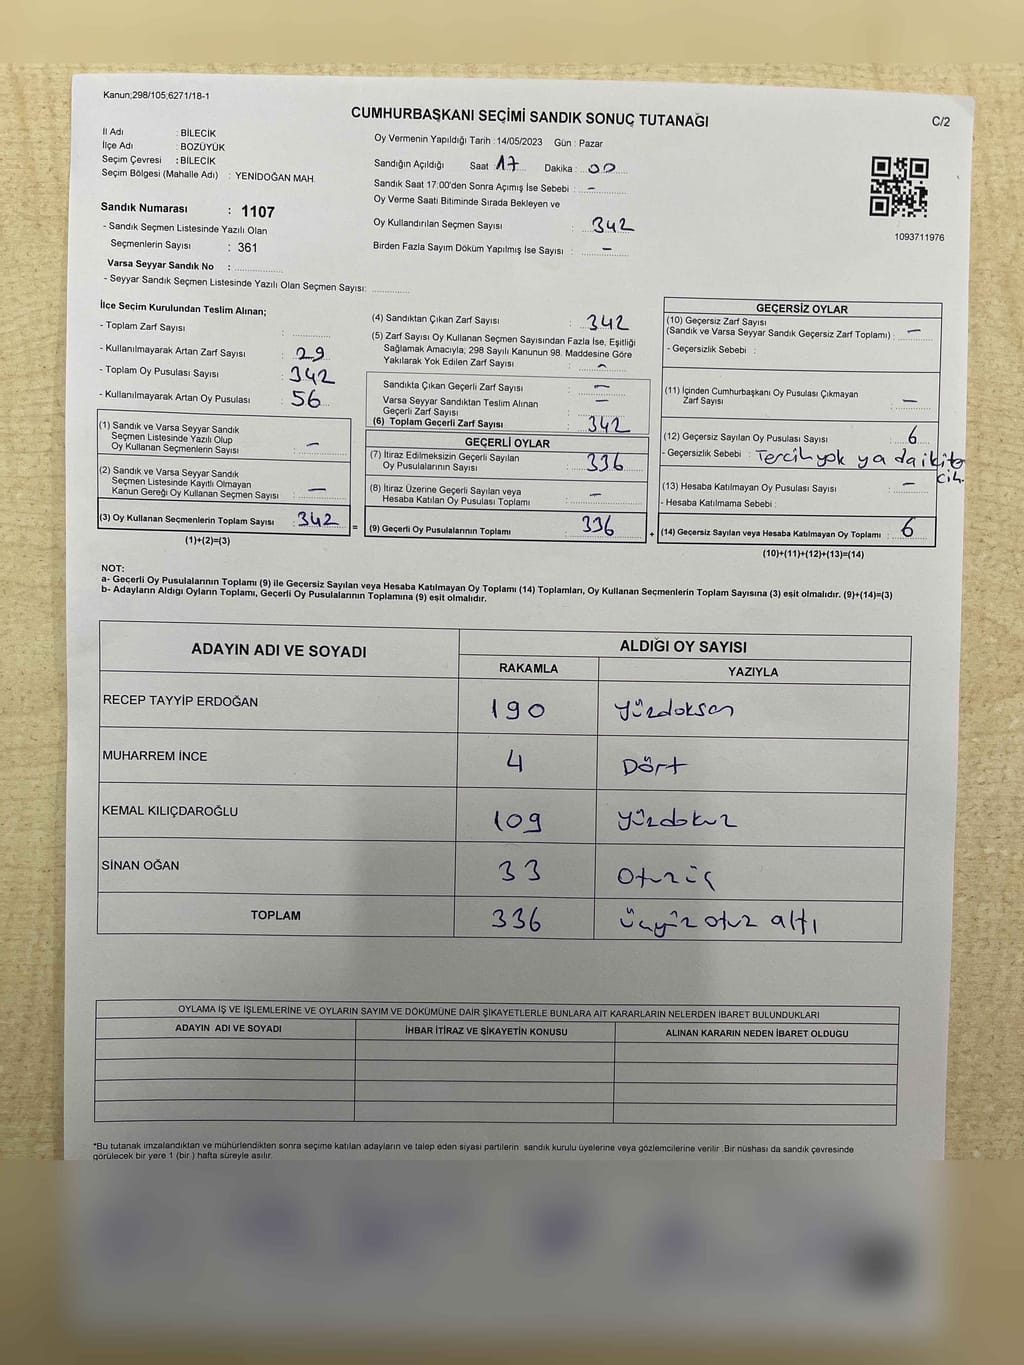 Kanun;298/105;6271/18-1
CUMHURBAŞKANI SEÇİMİ SANDIK SONUÇ TUTANAĞI
C/2
İl Adı : BİLECİK
İlçe Adı : BOZÜYÜK
Seçim Çevresi : BİLECİK
Seçim Bölgesi (Mahalle Adı) : YENİDOĞAN MAH.
Sandık Numarası : 1107
- Sandık Seçmen Listesinde Yazılı Olan
Seçmenlerin Sayısı : 361
Varsa Seyyar Sandık No :
- Seyyar Sandık Seçmen Listesinde Yazılı Olan Seçmen Sayısı:
Oy Vermenin Yapıldığı Tarih : 14/05/2023 Gün : Pazar
Sandığın Açıldığı Saat 17 Dakika : 00
Sandık Saat 17:00'den Sonra Açımış İse Sebebi : -
Oy Verme Saati Bitiminde Sırada Bekleyen ve
Oy Kullandırılan Seçmen Sayısı : 342
Birden Fazla Sayım Döküm Yapılmış İse Sayısı : -
1093711976
İlçe Seçim Kurulundan Teslim Alınan;
- Toplam Zarf Sayısı :
- Kullanılmayarak Artan Zarf Sayısı : 29
- Toplam Oy Pusulası Sayısı : 342
- Kullanılmayarak Artan Oy Pusulası : 56
(1) Sandık ve Varsa Seyyar Sandık
Seçmen Listesinde Yazılı Olup
Oy Kullanan Seçmenlerin Sayısı : -
(2) Sandık ve Varsa Seyyar Sandık
Seçmen Listesinde Kayıtlı Olmayan
Kanun Gereği Oy Kullanan Seçmen Sayısı : -
(3) Oy Kullanan Seçmenlerin Toplam Sayısı : 342
(1)+(2)=(3)
(4) Sandıktan Çıkan Zarf Sayısı : 342
(5) Zarf Sayısı Oy Kullanan Seçmen Sayısından Fazla İse, Eşitliği
Sağlamak Amacıyla; 298 Sayılı Kanunun 98. Maddesine Göre
Yakılarak Yok Edilen Zarf Sayısı : -
Sandıkta Çıkan Geçerli Zarf Sayısı : -
Varsa Seyyar Sandıktan Teslim Alınan
Geçerli Zarf Sayısı : -
(6) Toplam Geçerli Zarf Sayısı : 342
GEÇERLİ OYLAR
(7) İtiraz Edilmeksizin Geçerli Sayılan
Oy Pusulalarının Sayısı : 336
(8) İtiraz Üzerine Geçerli Sayılan veya
Hesaba Katılan Oy Pusulası Toplamı : -
= (9) Geçerli Oy Pusulalarının Toplamı : 336
GEÇERSİZ OYLAR
(10) Geçersiz Zarf Sayısı
(Sandık ve Varsa Seyyar Sandık Geçersiz Zarf Toplamı) : -
- Geçersizlik Sebebi :
(11) İçinden Cumhurbaşkanı Oy Pusulası Çıkmayan
Zarf Sayısı : -
(12) Geçersiz Sayılan Oy Pusulası Sayısı : 6
- Geçersizlik Sebebi : Tercih yok ya da iki ter
cih.
(13) Hesaba Katılmayan Oy Pusulası Sayısı : -
- Hesaba Katılmama Sebebi :
+ (14) Geçersiz Sayılan veya Hesaba Katılmayan Oy Toplamı : 6
(10)+(11)+(12)+(13)=(14)
NOT:
a- Geçerli Oy Pusulalarının Toplamı (9) ile Geçersiz Sayılan veya Hesaba Katılmayan Oy Toplamı (14) Toplamları, Oy Kullanan Seçmenlerin Toplam Sayısına (3) eşit olmalıdır. (9)+(14)=(3)
b- Adayların Aldığı Oyların Toplamı, Geçerli Oy Pusulalarının Toplamına (9) eşit olmalıdır.
ADAYIN ADI VE SOYADI
ALDIĞI OY SAYISI
RAKAMLA YAZIYLA
RECEP TAYYİP ERDOĞAN 190 Yüzdoksan
MUHARREM İNCE 4 Dört
KEMAL KILIÇDAROĞLU 109 Yüzdokuz
SİNAN OĞAN 33 Otuzüç
TOPLAM 336 Üçyüz otuz altı
OYLAMA İŞ VE İŞLEMLERİNE VE OYLARIN SAYIM VE DÖKÜMÜNE DAİR ŞİKAYETLERLE BUNLARA AİT KARARLARIN NELERDEN İBARET BULUNDUKLARI
ADAYIN ADI VE SOYADI İHBAR İTİRAZ VE ŞİKAYETİN KONUSU ALINAN KARARIN NEDEN İBARET OLDUĞU
*Bu tutanak imzalandıktan ve mühürlendikten sonra seçime katılan adayların ve talep eden siyasi partilerin sandık kurulu üyelerine veya gözlemcilerine verilir .Bir nüshası da sandık çevresinde
görülecek bir yere 1 (bir ) hafta süreyle asılır.